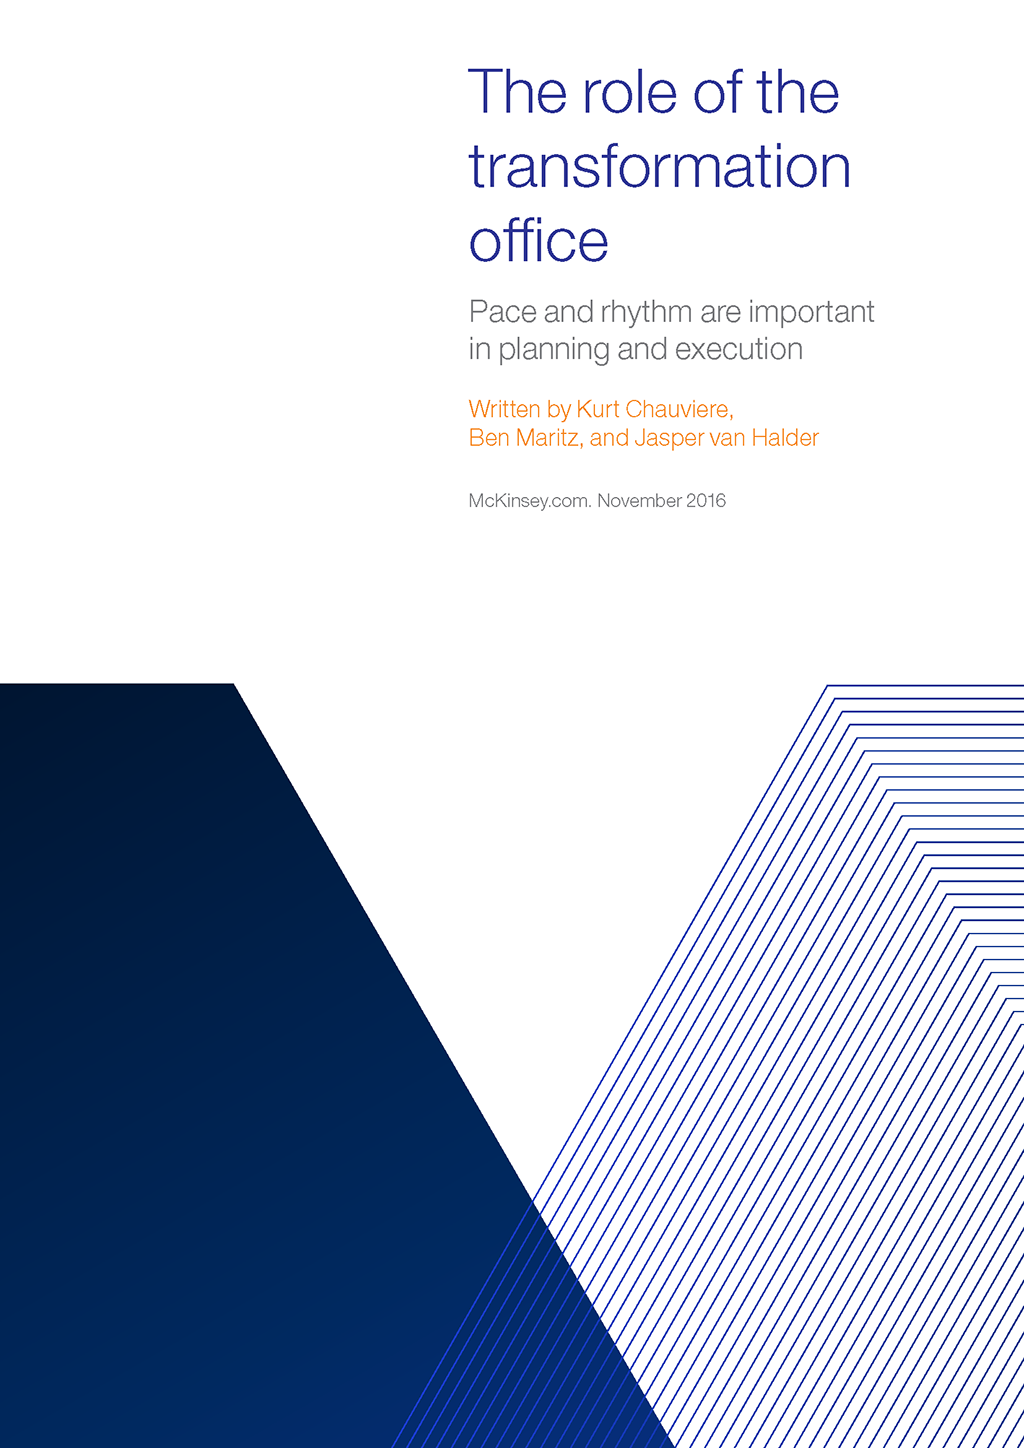 The role of the
transformation
office
Pace and rhythm are important
in planning and execution
Written by Kurt Chauviere,
Ben Maritz, and Jasper van Halder
McKinsey.com. November 2016